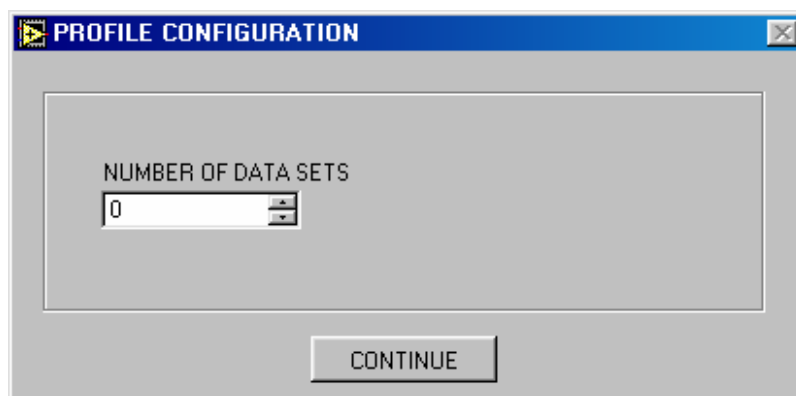 PROFILE CONFIGURATION
NUMBER OF DATA SETS
0
CONTINUE